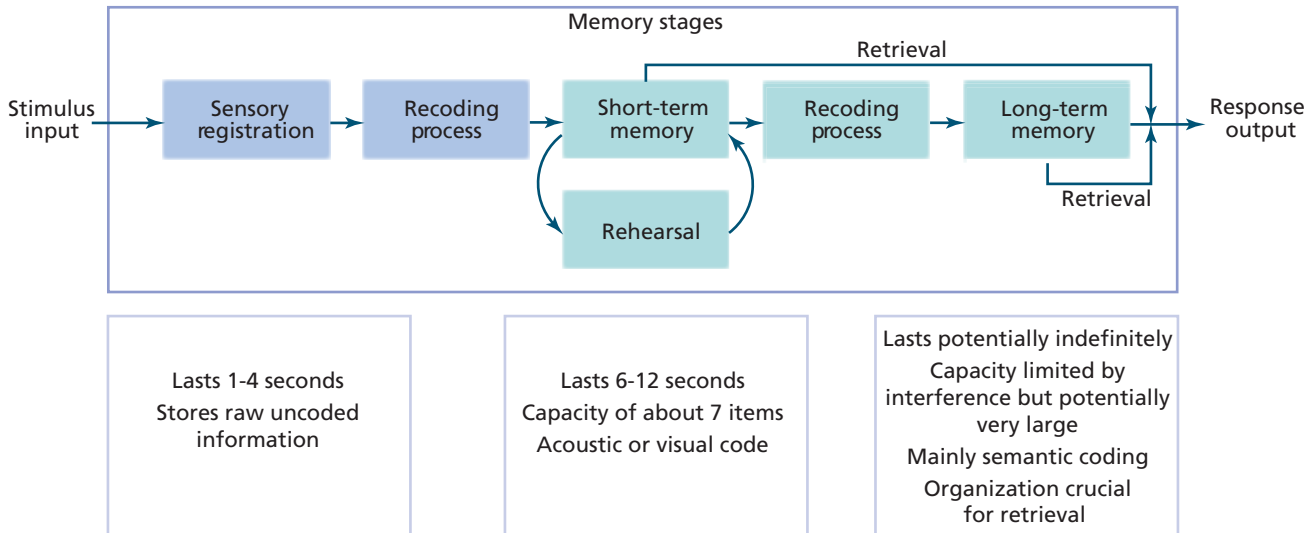 Memory stages
Retrieval
Stimulus
input
Sensory
registration
Recoding
process
Short-term
memory
Recoding
process
Long-term
memory
Response
output
Rehearsal
Retrieval
Lasts 1-4 seconds
Stores raw uncoded
information
Lasts 6-12 seconds
Capacity of about 7 items
Acoustic or visual code
Lasts potentially indefinitely
Capacity limited by
interference but potentially
very large
Mainly semantic coding
Organization crucial
for retrieval